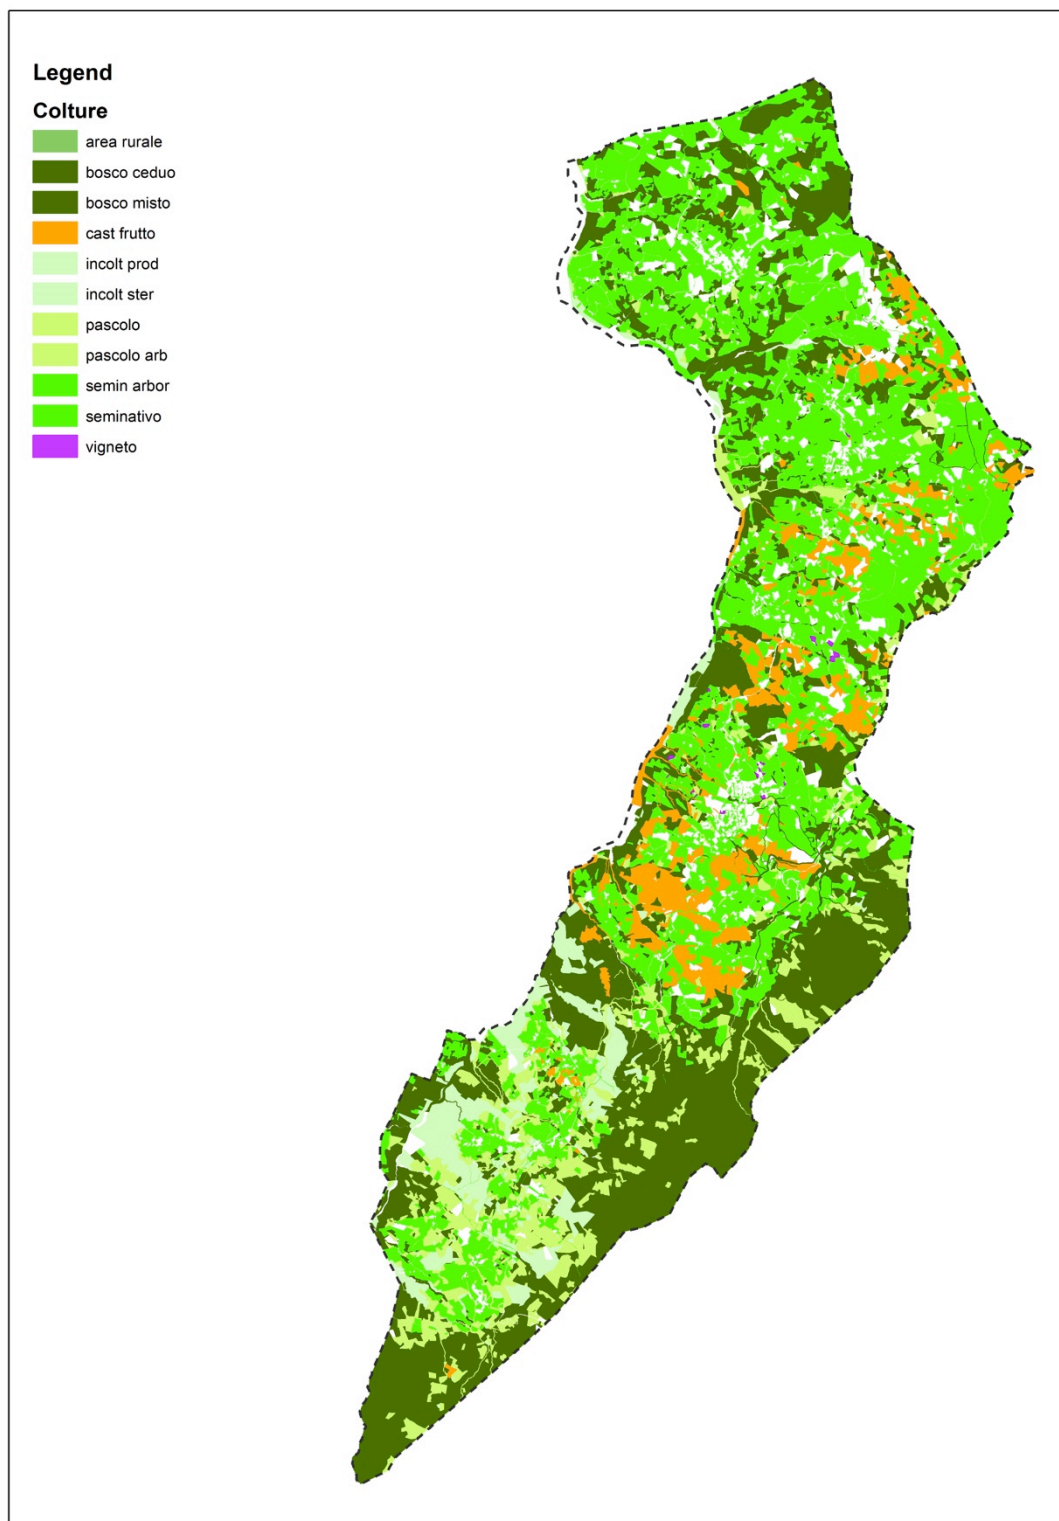 Legend
Colture
area rurale
bosco ceduo
bosco misto
cast frutto
incolt prod
incolt ster
pascolo
pascolo arb
semin arbor
seminativo
vigneto